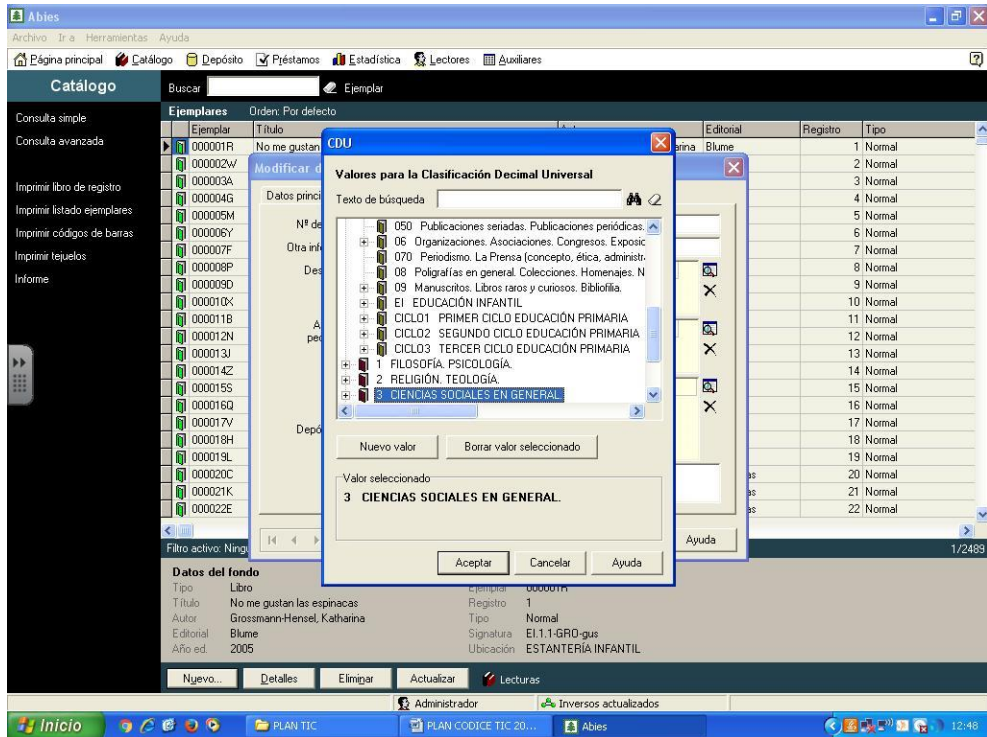 Abies
Archivo Ir a Herramientas Ayuda
Página principal Catálogo Depósito Préstamos Estadística Lectores Auxiliares
Catálogo
Buscar Ejemplar
Ejemplares Orden: Por defecto
Consulta simple
Consulta avanzada
Imprimir libro de registro
Imprimir listado ejemplares
Imprimir códigos de barras
Imprimir tejuelos
Informe
Ejemplar Título Editorial Registro Tipo
000001R No me gustan arina Blume 1 Normal
000002W 2 Normal
000003A 3 Normal
000004G 4 Normal
000005M 5 Normal
000006Y 6 Normal
000007F 7 Normal
000008P 8 Normal
000009D 9 Normal
000010X 10 Normal
000011B 11 Normal
000012N 12 Normal
000013J 13 Normal
000014Z 14 Normal
000015S 15 Normal
000016Q 16 Normal
000017V 17 Normal
000018H 18 Normal
000019L 19 Normal
000020C as 20 Normal
000021K as 21 Normal
000022E as 22 Normal
Modificar d
Datos princi
Nº de
Otra info
Des
A
pec
Depó
Ayuda
CDU
Valores para la Clasificación Decimal Universal
Texto de búsqueda
050 Publicaciones seriadas. Publicaciones periódicas.
06 Organizaciones. Asociaciones. Congresos. Exposic
070 Periodismo. La Prensa (concepto, ética, administr
08 Poligrafías en general. Colecciones. Homenajes. N
09 Manuscritos. Libros raros y curiosos. Bibliofilia.
EI EDUCACIÓN INFANTIL
CICLO1 PRIMER CICLO EDUCACIÓN PRIMARIA
CICLO2 SEGUNDO CICLO EDUCACIÓN PRIMARIA
CICLO3 TERCER CICLO EDUCACIÓN PRIMARIA
1 FILOSOFÍA. PSICOLOGÍA.
2 RELIGIÓN. TEOLOGÍA.
3 CIENCIAS SOCIALES EN GENERAL.
Nuevo valor Borrar valor seleccionado
Valor seleccionado
3 CIENCIAS SOCIALES EN GENERAL.
Aceptar Cancelar Ayuda
Filtro activo: Ningu 1/2489
Datos del fondo
Tipo Libro Ejemplar 000001R
Título No me gustan las espinacas Registro 1
Autor Grossmann-Hensel, Katharina Tipo Normal
Editorial Blume Signatura EI.1.1-GRO-gus
Año ed. 2005 Ubicación ESTANTERÍA INFANTIL
Nuevo... Detalles Eliminar Actualizar Lecturas
Administrador Inversos actualizados
Inicio PLAN TIC PLAN CODICE TIC 20... Abies 12:48